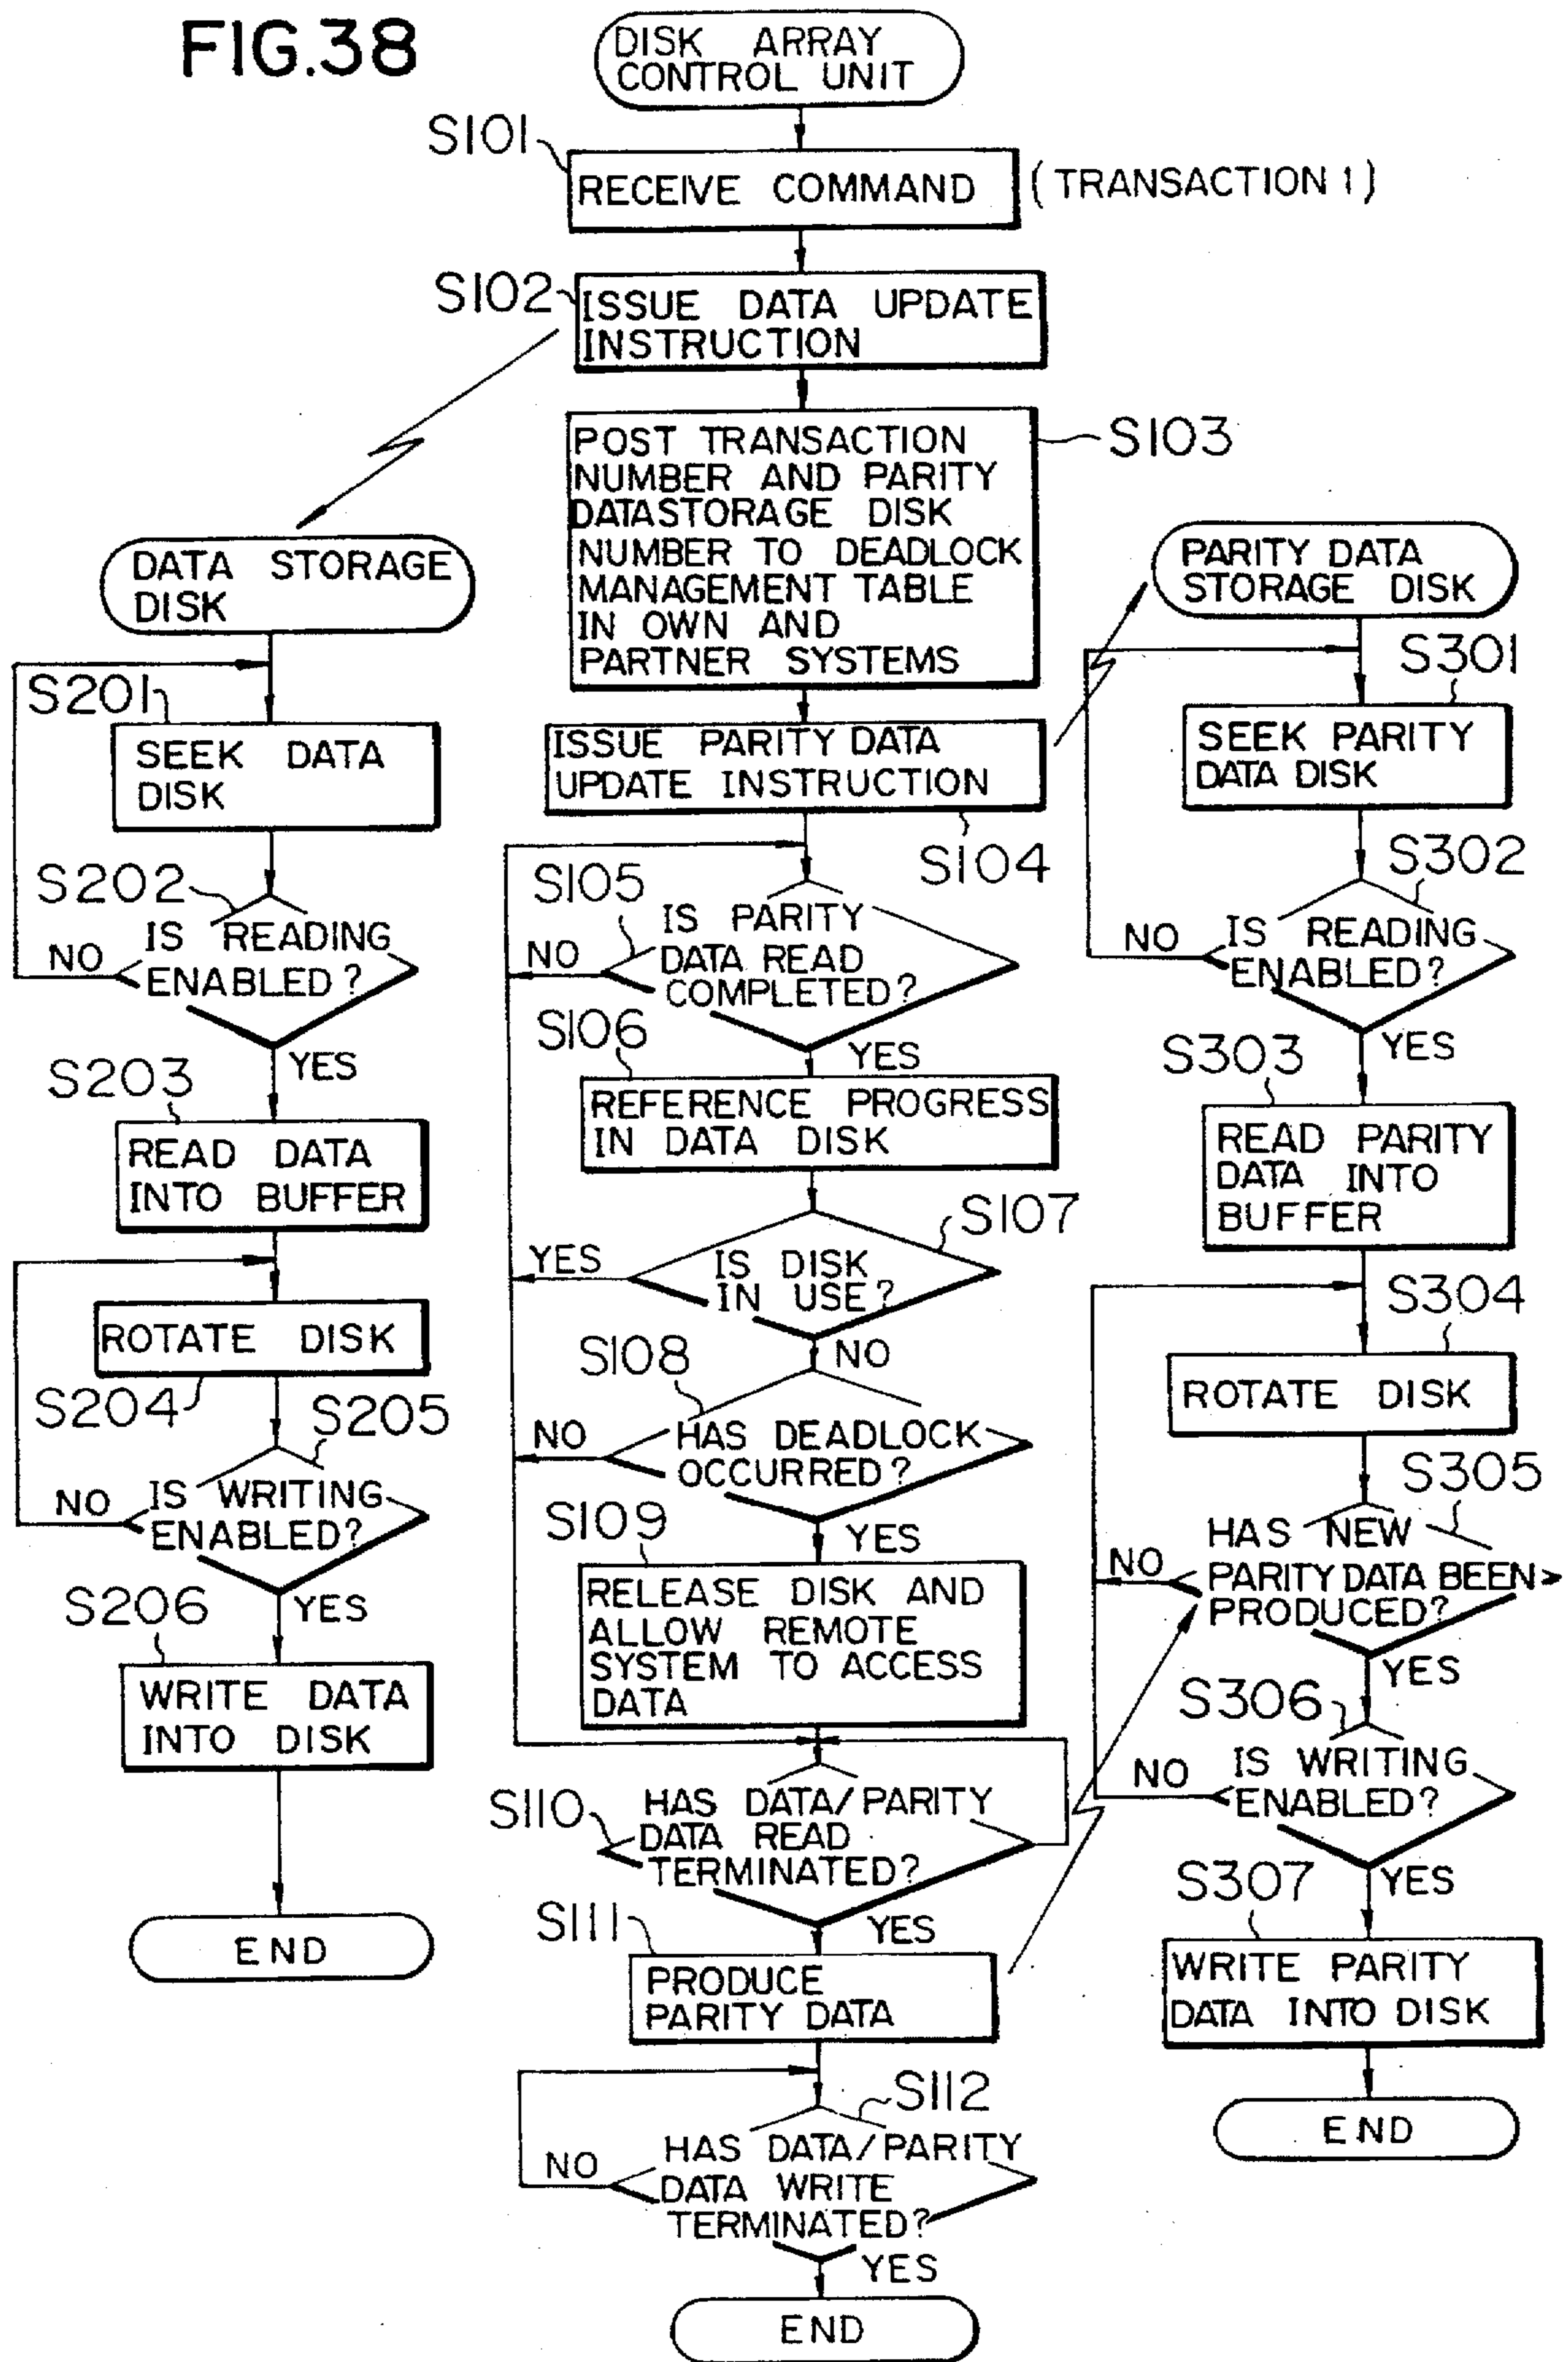 FIG.38
DISK ARRAY
CONTROL UNIT
S101
RECEIVE COMMAND
(TRANSACTION 1)
S102
ISSUE DATA UPDATE
INSTRUCTION
S103
POST TRANSACTION
NUMBER AND PARITY
DATASTORAGE DISK
NUMBER TO DEADLOCK
MANAGEMENT TABLE
IN OWN AND
PARTNER SYSTEMS
ISSUE PARITY DATA
UPDATE INSTRUCTION
S104
S105
IS PARITY
DATA READ
COMPLETED?
NO
YES
S106
REFERENCE PROGRESS
IN DATA DISK
S107
IS DISK
IN USE?
YES
NO
S108
HAS DEADLOCK
OCCURRED?
NO
YES
S109
RELEASE DISK AND
ALLOW REMOTE
SYSTEM TO ACCESS
DATA
S110
HAS DATA/PARITY
DATA READ
TERMINATED?
YES
S111
PRODUCE
PARITY DATA
S112
HAS DATA/PARITY
DATA WRITE
TERMINATED?
NO
YES
END
DATA STORAGE
DISK
S201
SEEK DATA
DISK
S202
IS READING
ENABLED?
NO
YES
S203
READ DATA
INTO BUFFER
ROTATE DISK
S204
S205
IS WRITING
ENABLED?
NO
YES
S206
WRITE DATA
INTO DISK
END
PARITY DATA
STORAGE DISK
S301
SEEK PARITY
DATA DISK
S302
IS READING
ENABLED?
NO
YES
S303
READ PARITY
DATA INTO
BUFFER
S304
ROTATE DISK
S305
HAS NEW
PARITY DATA BEEN
PRODUCED?
NO
YES
S306
IS WRITING
ENABLED?
NO
YES
S307
WRITE PARITY
DATA INTO DISK
END